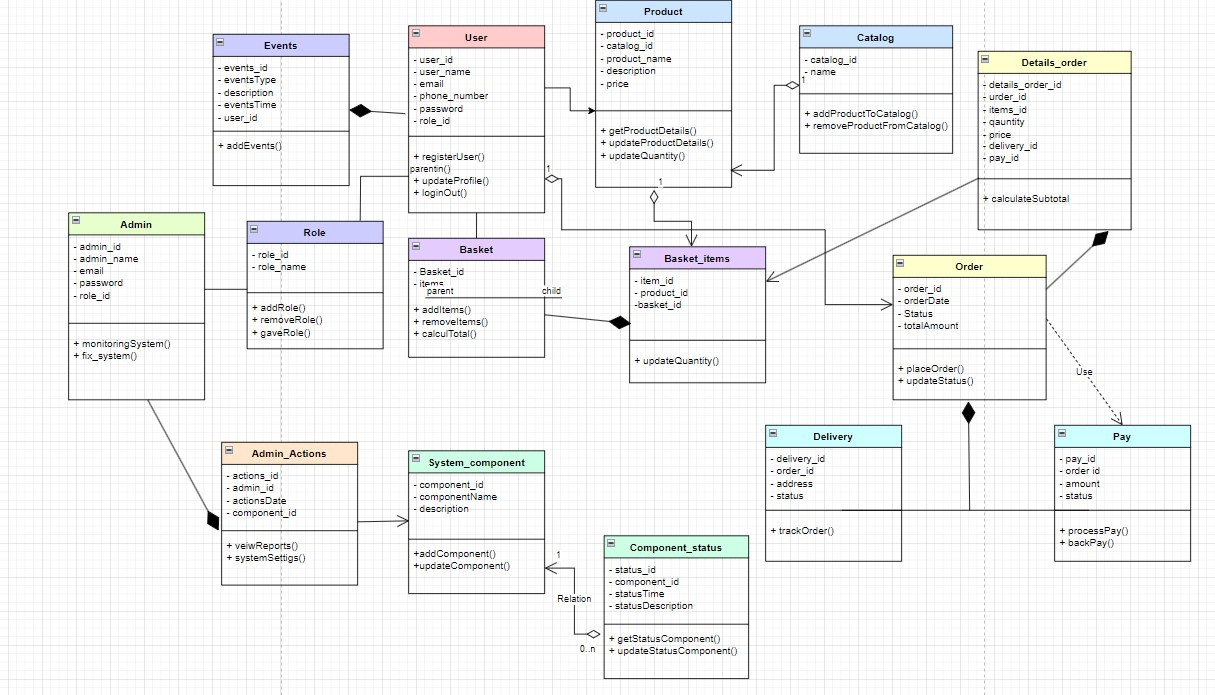 Events
- events_id
- eventsType
- description
- eventsTime
- user_id
+ addEvents()
User
- user_id
- user_name
- email
- phone_number
- password
- role_id
+ registerUser()
parentin()
+ updateProfile()
+ loginOut()
1
Product
- product_id
- catalog_id
- product_name
- description
- price
+ getProductDetails()
+ updateProductDetails()
+ updateQuantity()
1
Catalog
- catalog_id
- name
1
+ addProductToCatalog()
+ removeProductFromCatalog()
Details_order
- details_order_id
- urder_id
- items_id
- qauntity
- price
- delivery_id
- pay_id
+ calculateSubtotal
Admin
- admin_id
- admin_name
- email
- password
- role_id
+ monitoringSystem()
+ fix_system()
Role
- role_id
- role_name
+ addRole()
+ removeRole()
+ gaveRole()
Basket
- Basket_id
- items
parent
child
+ addItems()
+ removeItems()
+ calculTotal()
Basket_items
- item_id
- product_id
-basket_id
+ updateQuantity()
Order
- order_id
- orderDate
- Status
- totalAmount
+ placeOrder()
+ updateStatus()
Use
Delivery
- delivery_id
- order_id
- address
- status
+ trackOrder()
Pay
- pay_id
- order id
- amount
- status
+ processPay()
+ backPay()
Admin_Actions
- actions_id
- admin_id
- actionsDate
- component_id
+ veiwReports()
+ systemSettigs()
System_component
- component_id
- componentName
- description
+addComponent()
+updateComponent()
1
Relation
0..n
Component_status
- status_id
- component_id
- statusTime
- statusDescription
+ getStatusComponent()
+ updateStatusComponent()